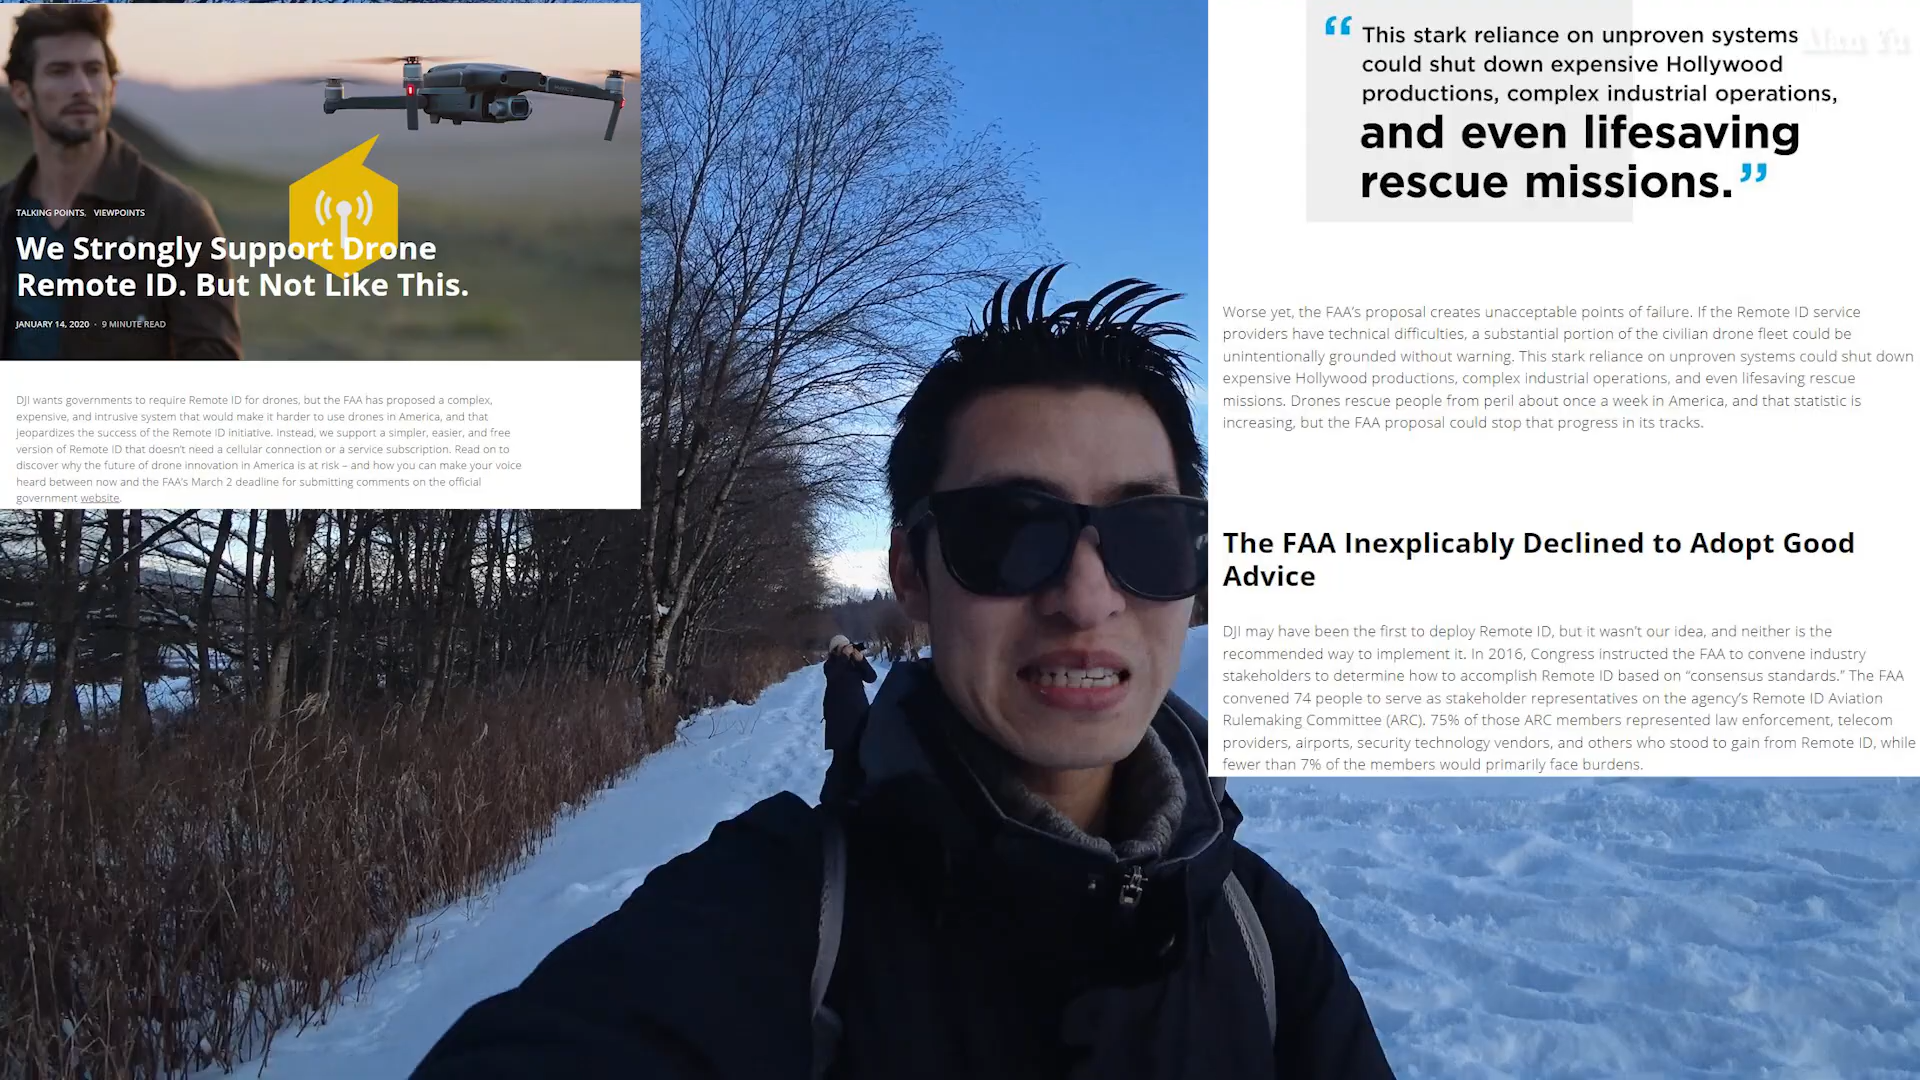 TALKING POINTS, VIEWPOINTS
We Strongly Support Drone
Remote ID. But Not Like This.
JANUARY 14, 2020 · 9 MINUTE READ
DJI wants governments to require Remote ID for drones, but the FAA has proposed a complex,
expensive, and intrusive system that would make it harder to use drones in America, and that
jeopardizes the success of the Remote ID initiative. Instead, we support a simpler, easier, and free
version of Remote ID that doesn't need a cellular connection or a service subscription. Read on to
discover why the future of drone innovation in America is at risk – and how you can make your voice
heard between now and the FAA's March 2 deadline for submitting comments on the official
government website.
Alan Yu
“ This stark reliance on unproven systems
could shut down expensive Hollywood
productions, complex industrial operations,
and even lifesaving
rescue missions.”
Worse yet, the FAA's proposal creates unacceptable points of failure. If the Remote ID service
providers have technical difficulties, a substantial portion of the civilian drone fleet could be
unintentionally grounded without warning. This stark reliance on unproven systems could shut down
expensive Hollywood productions, complex industrial operations, and even lifesaving rescue
missions. Drones rescue people from peril about once a week in America, and that statistic is
increasing, but the FAA proposal could stop that progress in its tracks.
The FAA Inexplicably Declined to Adopt Good
Advice
DJI may have been the first to deploy Remote ID, but it wasn't our idea, and neither is the
recommended way to implement it. In 2016, Congress instructed the FAA to convene industry
stakeholders to determine how to accomplish Remote ID based on “consensus standards.” The FAA
convened 74 people to serve as stakeholder representatives on the agency's Remote ID Aviation
Rulemaking Committee (ARC). 75% of those ARC members represented law enforcement, telecom
providers, airports, security technology vendors, and others who stood to gain from Remote ID, while
fewer than 7% of the members would primarily face burdens.